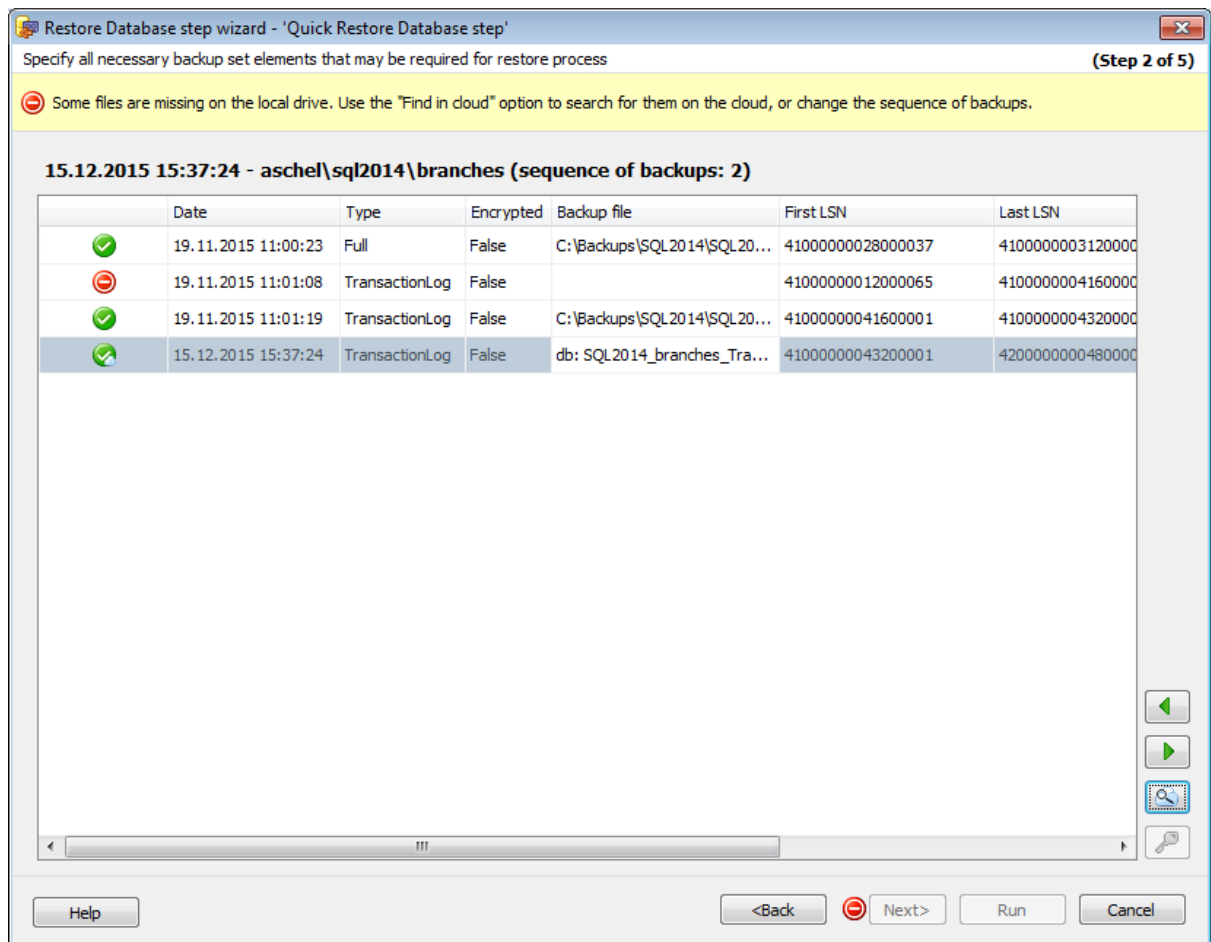 Restore Database step wizard - 'Quick Restore Database step'
Specify all necessary backup set elements that may be required for restore process (Step 2 of 5)
Some files are missing on the local drive. Use the "Find in cloud" option to search for them on the cloud, or change the sequence of backups.
15.12.2015 15:37:24 - aschel\sql2014\branches (sequence of backups: 2)
Date Type Encrypted Backup file First LSN Last LSN
19.11.2015 11:00:23 Full False C:\Backups\SQL2014\SQL20... 41000000028000037 4100000003120000
19.11.2015 11:01:08 TransactionLog False 41000000012000065 4100000004160000
19.11.2015 11:01:19 TransactionLog False C:\Backups\SQL2014\SQL20... 41000000041600001 4100000004320000
15.12.2015 15:37:24 TransactionLog False db: SQL2014_branches_Tra... 41000000043200001 4200000000480000
Help <Back Next> Run Cancel